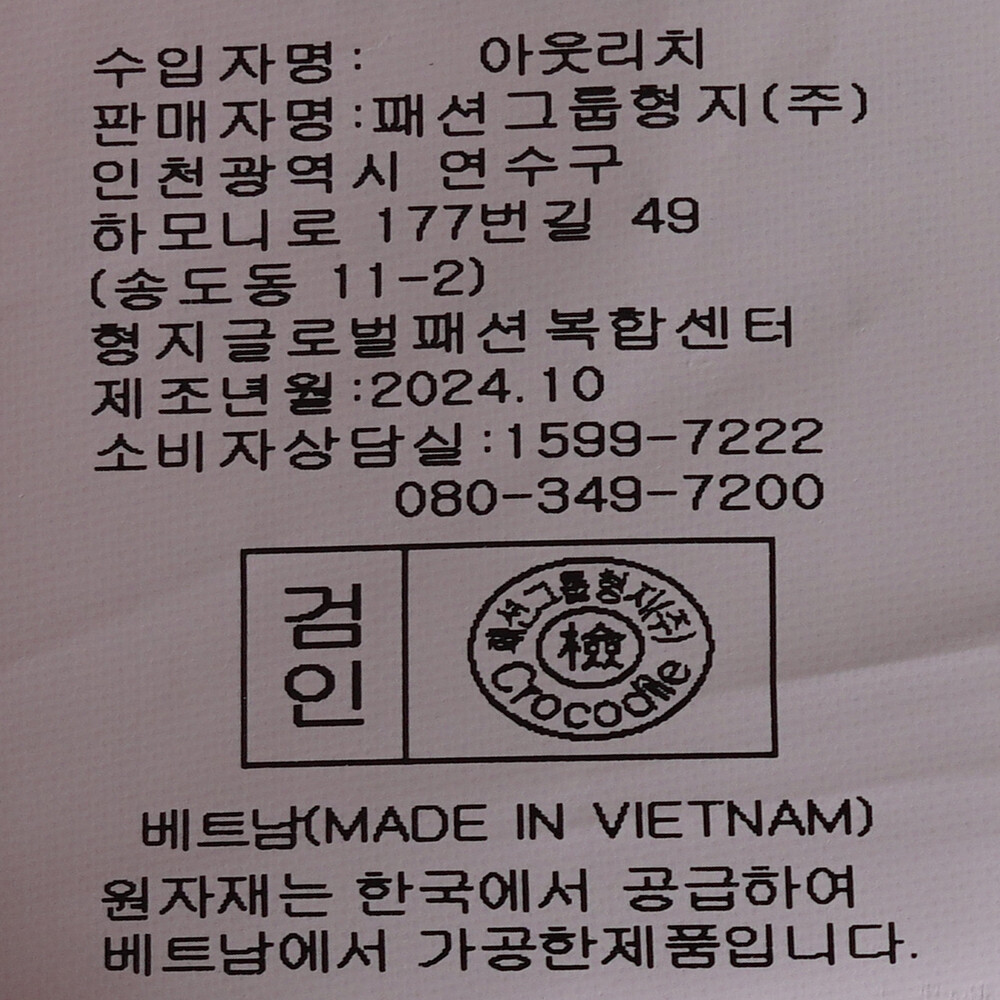 수입자명: 아웃리치
판매자명:패션그룹형지(주)
인천광역시 연수구
하모니로 177번길 49
(송도동 11-2)
형지글로벌패션복합센터
제조년월:2024.10
소비자상담실:1599-7222
080-349-7200
검인
패션그룹형지(주)
檢
Crocodile
베트남(MADE IN VIETNAM)
원자재는 한국에서 공급하여
베트남에서 가공한제품입니다.